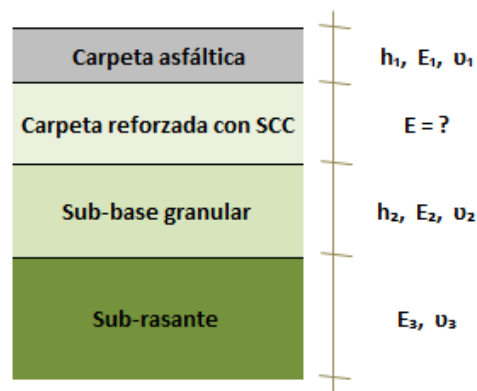 Carpeta asfáltica h₁, E₁, υ₁
Carpeta reforzada con SCC E = ?
Sub-base granular h₂, E₂, υ₂
Sub-rasante E₃, υ₃